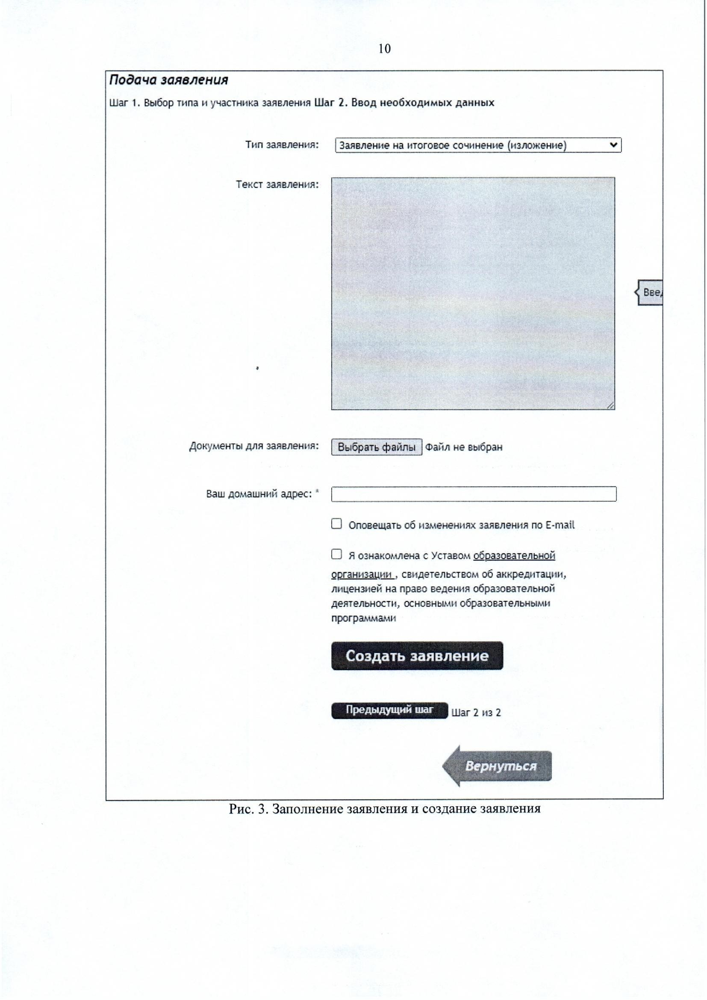 10
Подача заявления
Шаг 1. Выбор типа и участника заявления Шаг 2. Ввод необходимых данных
Тип заявления: Заявление на итоговое сочинение (изложение)
Текст заявления:
Документы для заявления: Выбрать файлы Файл не выбран
Ваш домашний адрес: *
Оповещать об изменениях заявления по E-mail
Я ознакомлена с Уставом образовательной
организации , свидетельством об аккредитации,
лицензией на право ведения образовательной
деятельности, основными образовательными
программами
Создать заявление
Предыдущий шаг Шаг 2 из 2
Вернуться
Рис. 3. Заполнение заявления и создание заявления